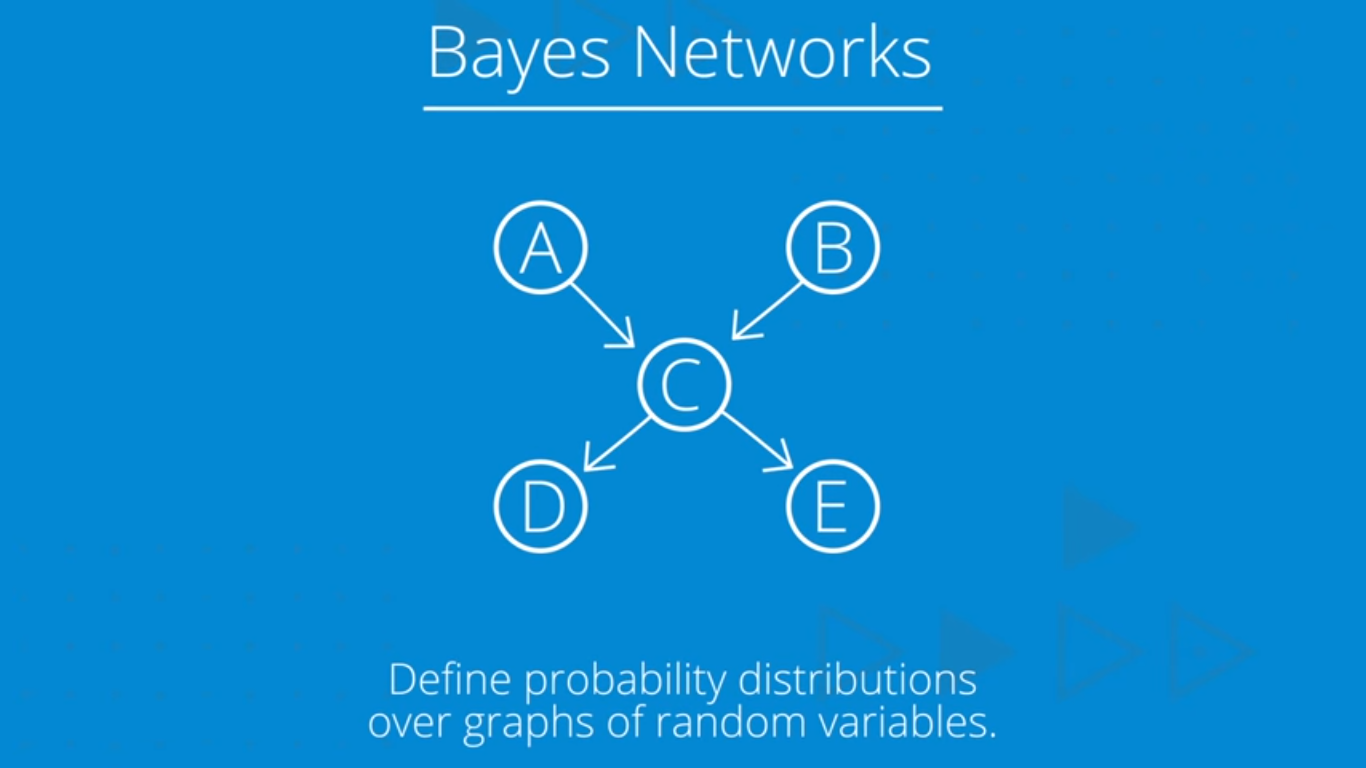 Bayes Networks
A
B
C
D
E
Define probability distributions
over graphs of random variables.